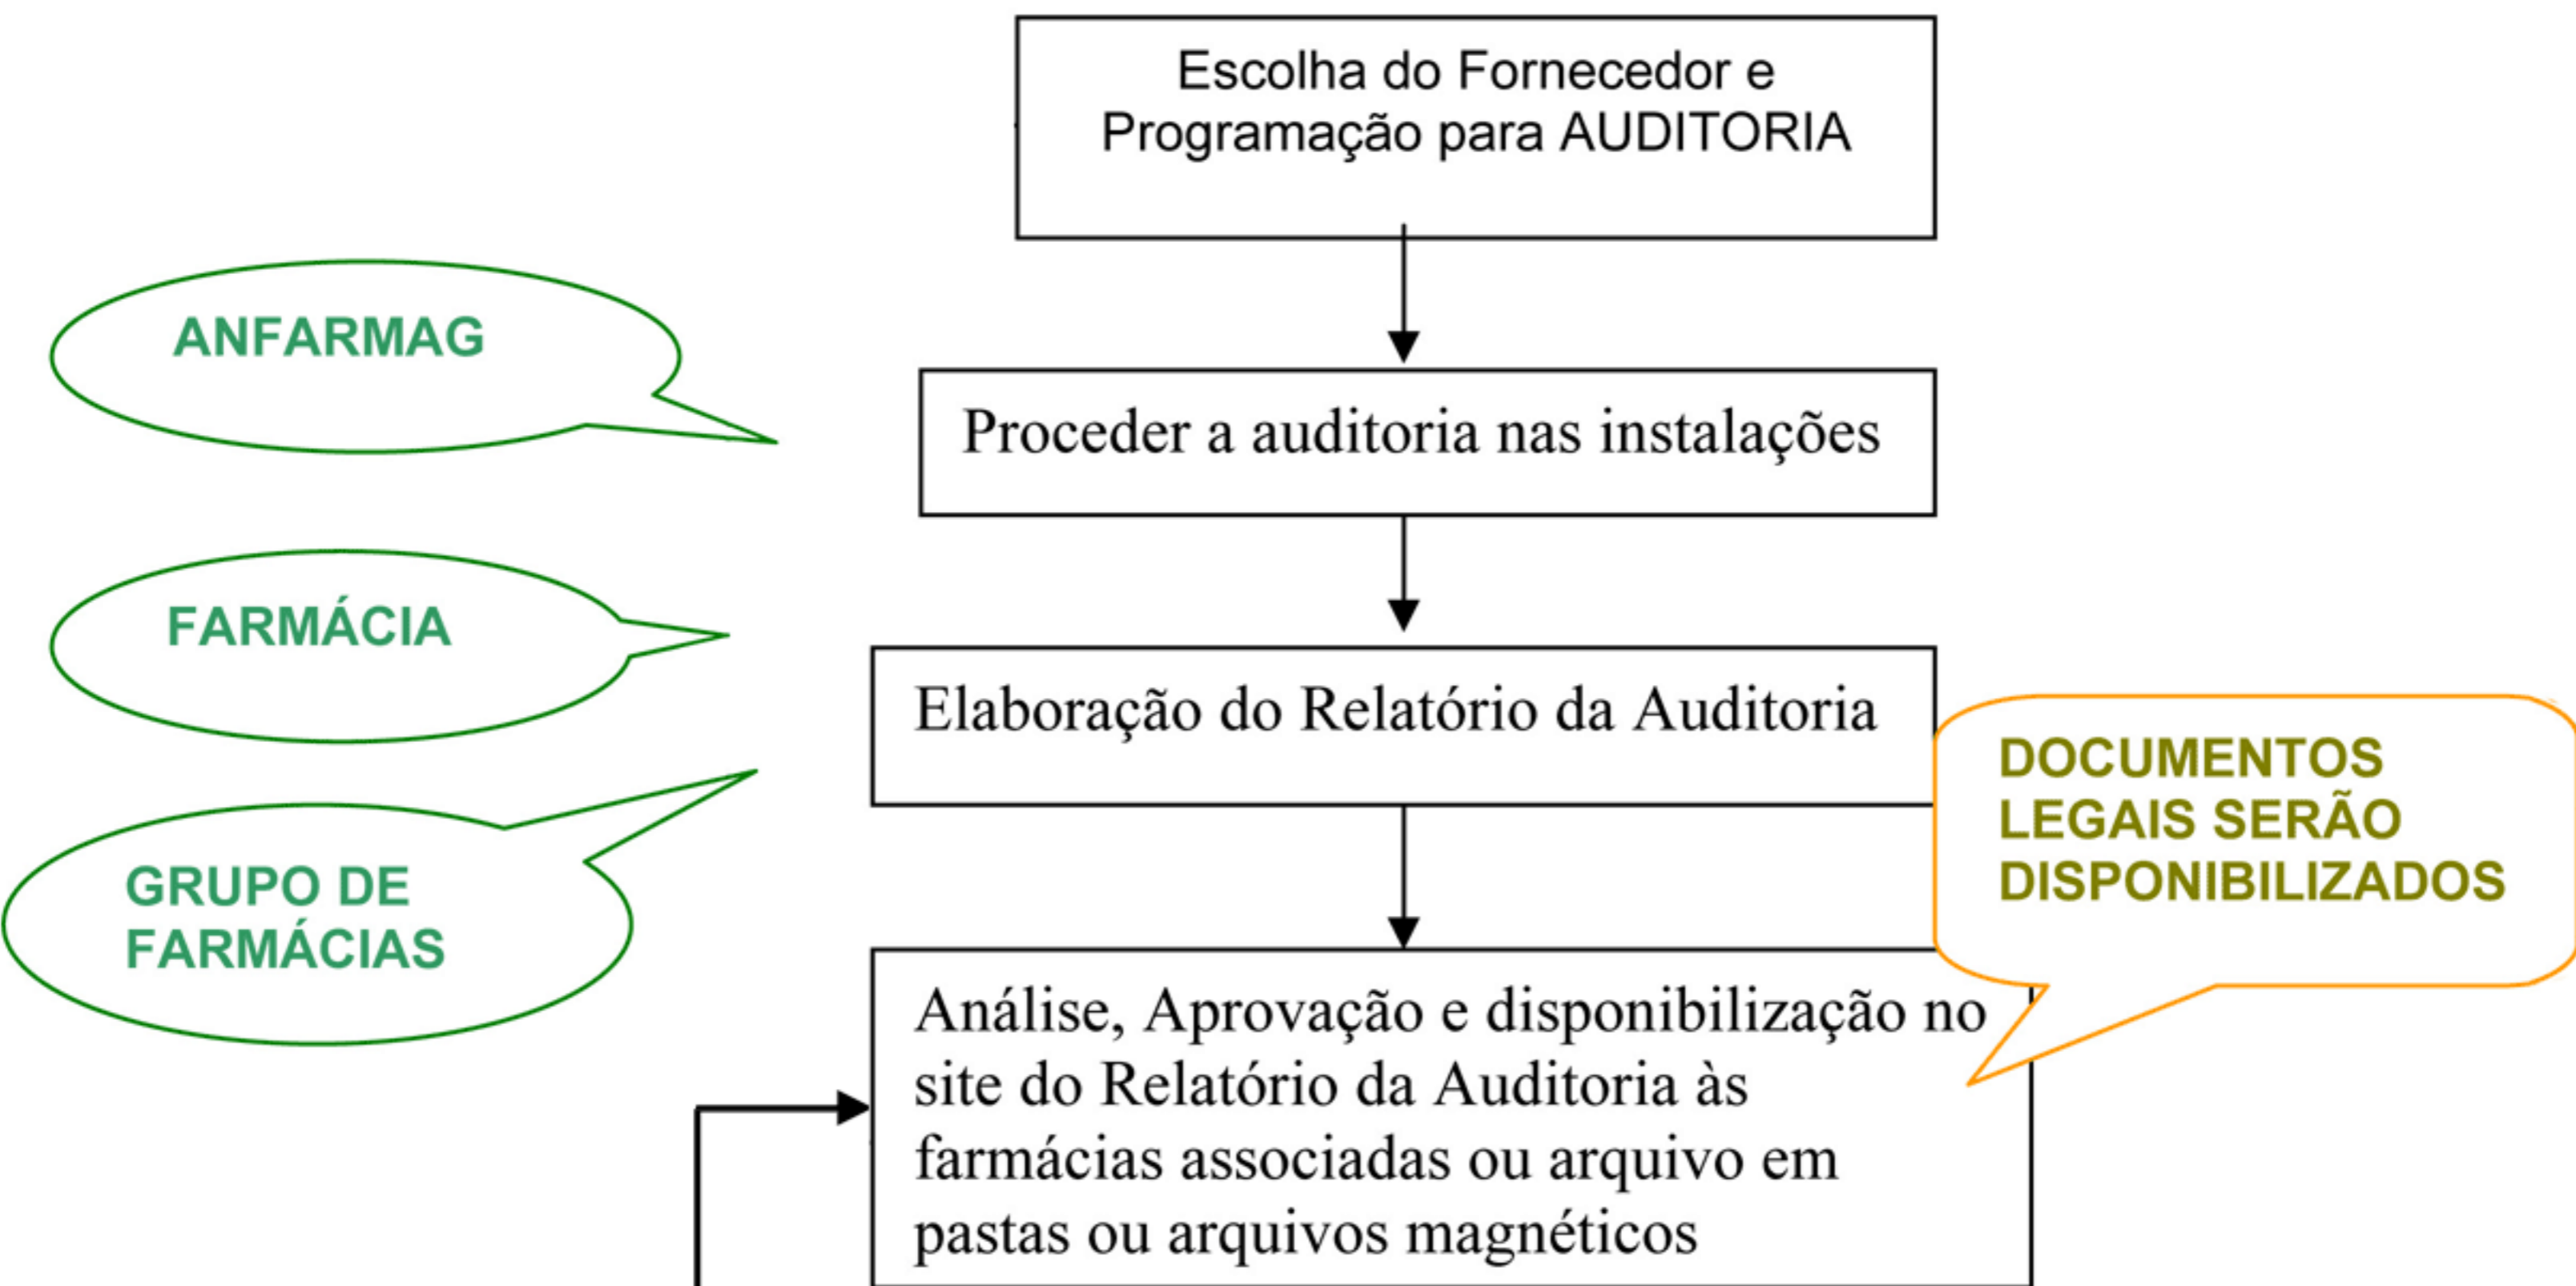 Escolha do Fornecedor e
Programação para AUDITORIA
ANFARMAG
Proceder a auditoria nas instalações
FARMÁCIA
Elaboração do Relatório da Auditoria
DOCUMENTOS
LEGAIS SERÃO
DISPONIBILIZADOS
GRUPO DE
FARMÁCIAS
Análise, Aprovação e disponibilização no
site do Relatório da Auditoria às
farmácias associadas ou arquivo em
pastas ou arquivos magnéticos